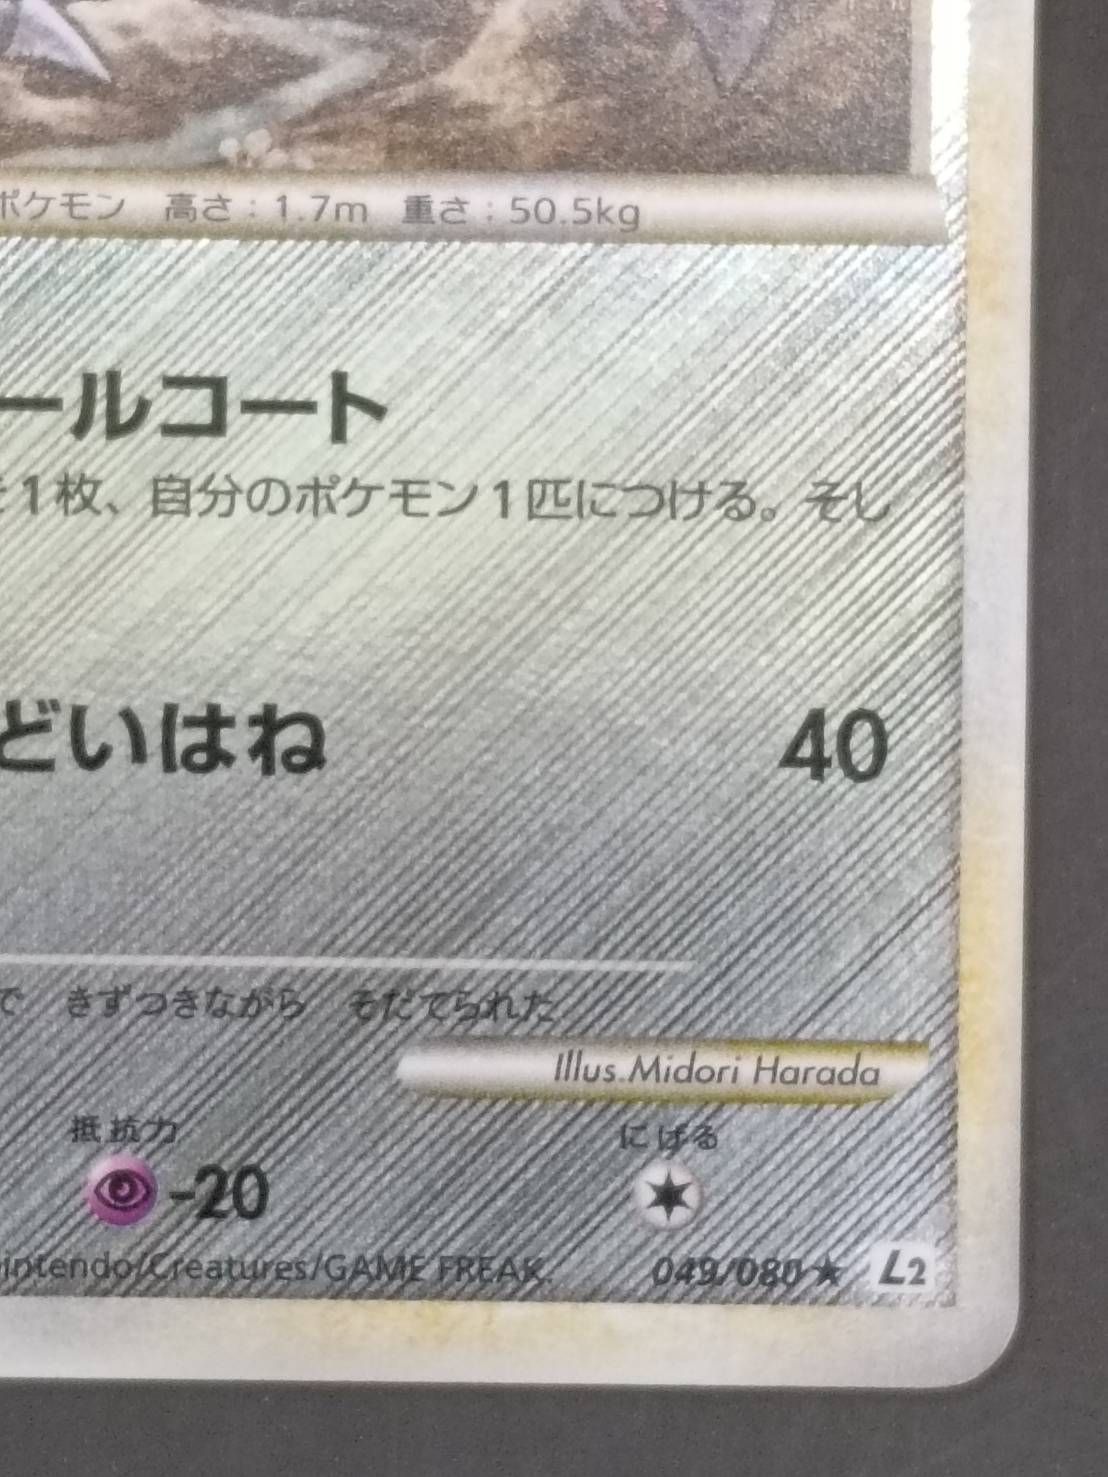 ポケモン 高さ:1.7m 重さ:50.5kg
ールコート
1枚、自分のポケモン1匹につける。そし
どいはね 40
で きずつきながら そだてられた
Illus.Midori Harada
抵抗力 にげる
-20
intendo/Creatures/GAME FREAK. 049/080 ★ L2